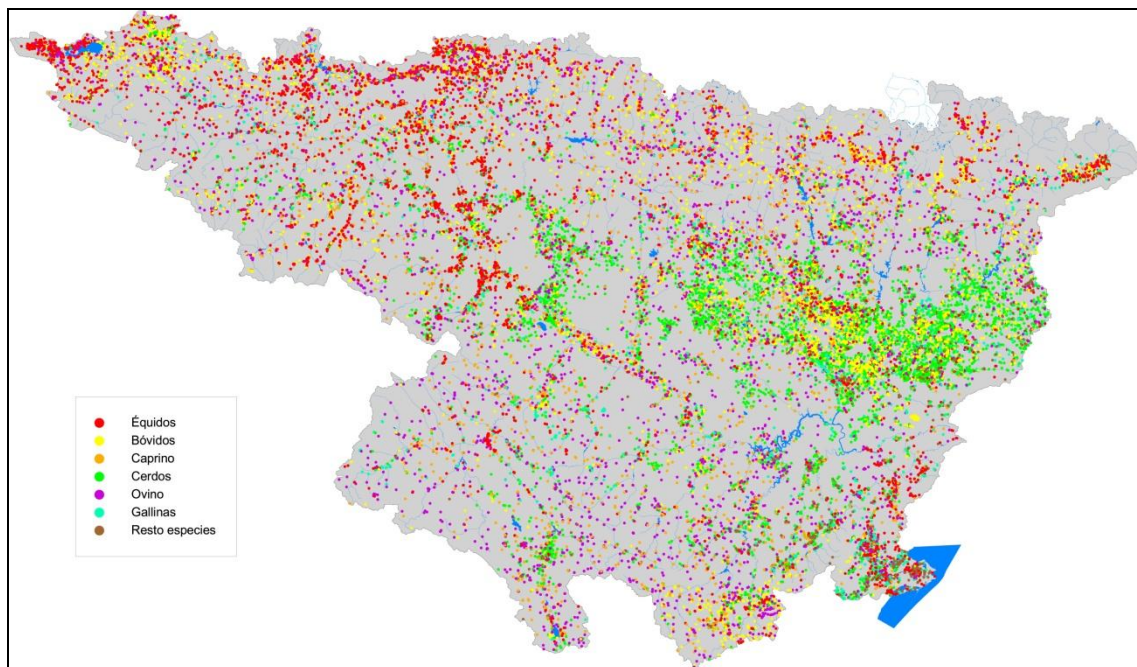 Équidos
Bóvidos
Caprino
Cerdos
Ovino
Gallinas
Resto especies